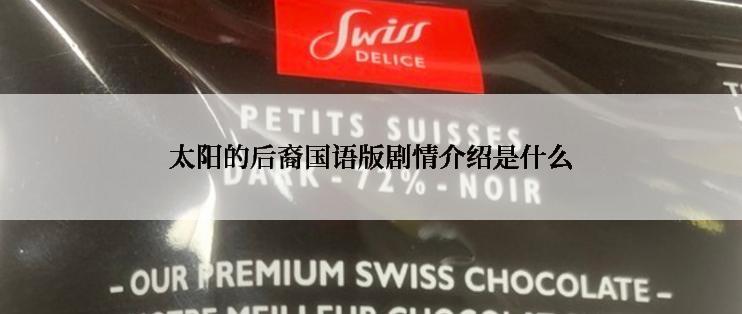 Swiss
DELICE
PETITS SUISSES
太阳的后裔国语版剧情介绍是什么
DARK - 72% - NOIR
- OUR PREMIUM SWISS CHOCOLATE -